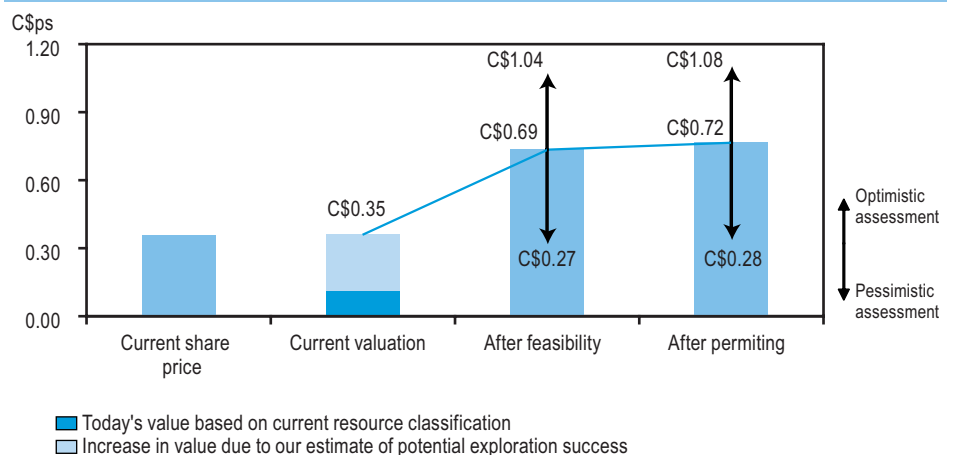 C$ps
1.20
0.90
0.60
0.30
0.00
C$0.35
C$0.69
C$1.04
C$0.27
C$0.72
C$1.08
C$0.28
Current share
price
Current valuation
After feasibility
After permiting
Optimistic
assessment
Pessimistic
assessment
Today's value based on current resource classification
Increase in value due to our estimate of potential exploration success